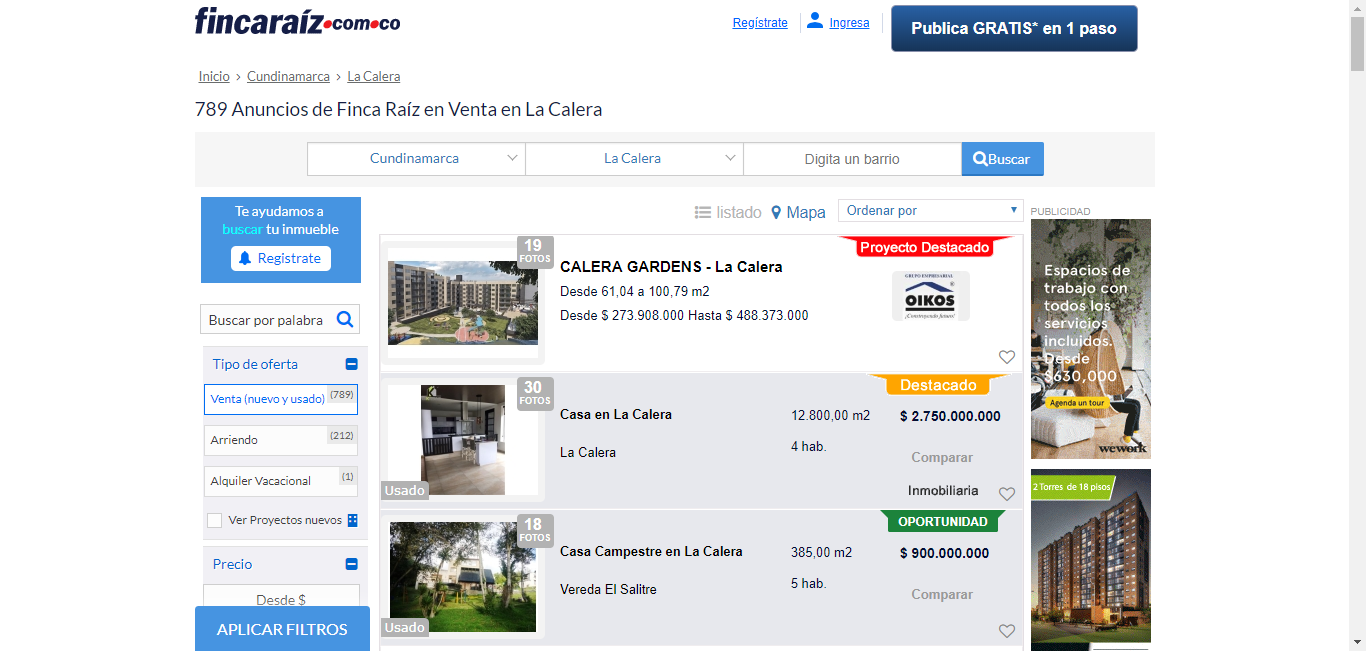 fincaraíz.com.co
Regístrate
Ingresa
Publica GRATIS* en 1 paso
Inicio › Cundinamarca › La Calera
789 Anuncios de Finca Raíz en Venta en La Calera
Cundinamarca
La Calera
Digita un barrio
Buscar
Te ayudamos a
buscar tu inmueble
Registrate
Buscar por palabra
Tipo de oferta
Venta (nuevo y usado) (789)
Arriendo (212)
Alquiler Vacacional (1)
Ver Proyectos nuevos
Precio
Desde $
APLICAR FILTROS
listado
Mapa
Ordenar por
19
FOTOS
CALERA GARDENS - La Calera
Desde 61,04 a 100,79 m2
Desde $ 273.908.000 Hasta $ 488.373.000
Proyecto Destacado
GRUPO EMPRESARIAL
OIKOS
¡Construyendo futuro!
30
FOTOS
Usado
Casa en La Calera
La Calera
12.800,00 m2
4 hab.
Destacado
$ 2.750.000.000
Comparar
Inmobiliaria
18
FOTOS
Usado
Casa Campestre en La Calera
Vereda El Salitre
385,00 m2
5 hab.
OPORTUNIDAD
$ 900.000.000
Comparar
PUBLICIDAD
Espacios de
trabajo con
todos los
servicios
incluidos.
Desde
$630,000
Agenda un tour
wework
2 Torres de 18 pisos